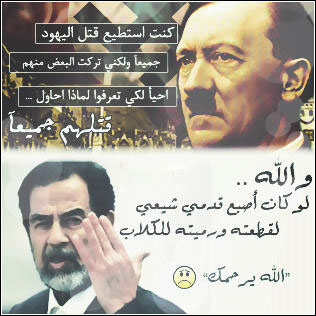 كنت استطيع قتل اليهود
جميعاً ولكني تركت البعض منهم
احياً لكي تعرفوا لماذا احاول ...
قتلهم جميعاً
والله ..
لو كان أصبع قدمي شيعي
لقطعته ورميته للكلاب
“الله يرحمك”